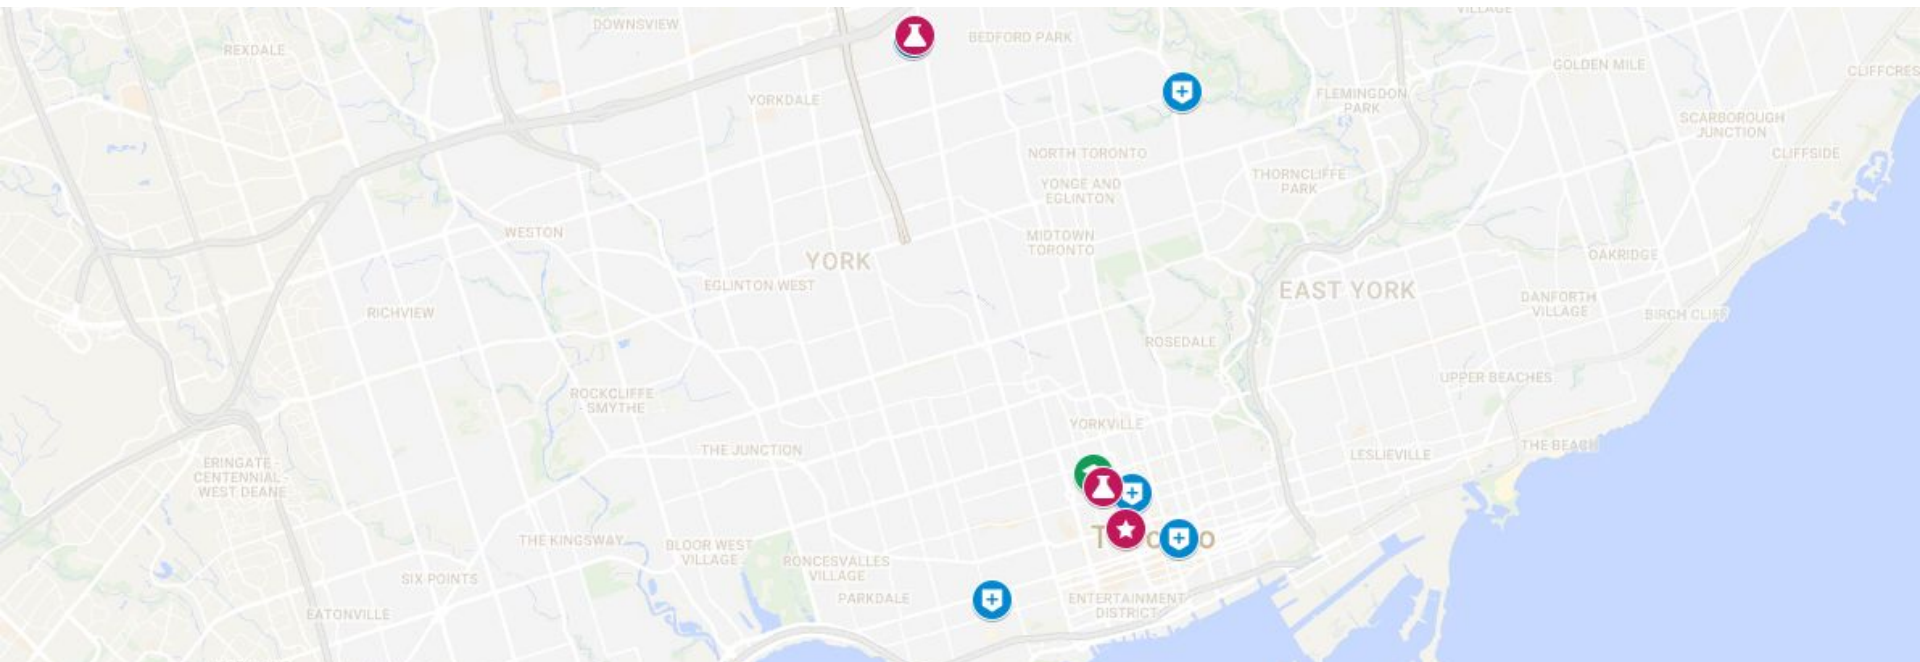 VILLAGE
DOWNSVIEW
REXDALE
BEDFORD PARK
GOLDEN MILE
CLIFFCRES
YORKDALE
FLEMINGDON
PARK
SCARBOROUGH
JUNCTION
NORTH TORONTO
CLIFFSIDE
THORNCLIFFE
PARK
YONGE AND
EGLINTON
WESTON
MIDTOWN
TORONTO
YORK
OAKRIDGE
EGLINTON WEST
EAST YORK
DANFORTH
VILLAGE
RICHVIEW
BIRCH CLIFF
ROSEDALE
UPPER BEACHES
ROCKCLIFFE
- SMYTHE
YORKVILLE
THE JUNCTION
THE BEACH
LESLIEVILLE
ERINGATE -
CENTENNIAL -
WEST DEANE
T
o
THE KINGSWAY
BLOOR WEST
VILLAGE
RONCESVALLES
VILLAGE
SIX POINTS
PARKDALE
ENTERTAINMENT
DISTRICT
EATONVILLE